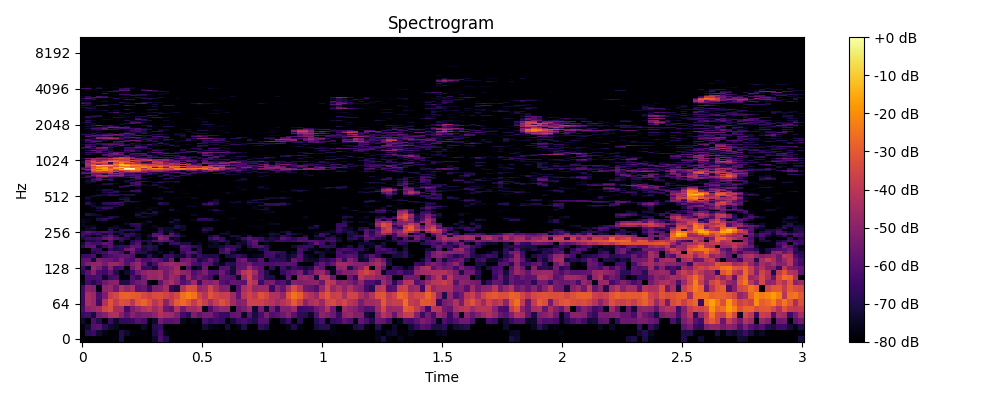 Spectrogram
8192
4096
2048
1024
512
256
128
64
0
Hz
0
0.5
1
1.5
2
2.5
3
Time
+0 dB
-10 dB
-20 dB
-30 dB
-40 dB
-50 dB
-60 dB
-70 dB
-80 dB